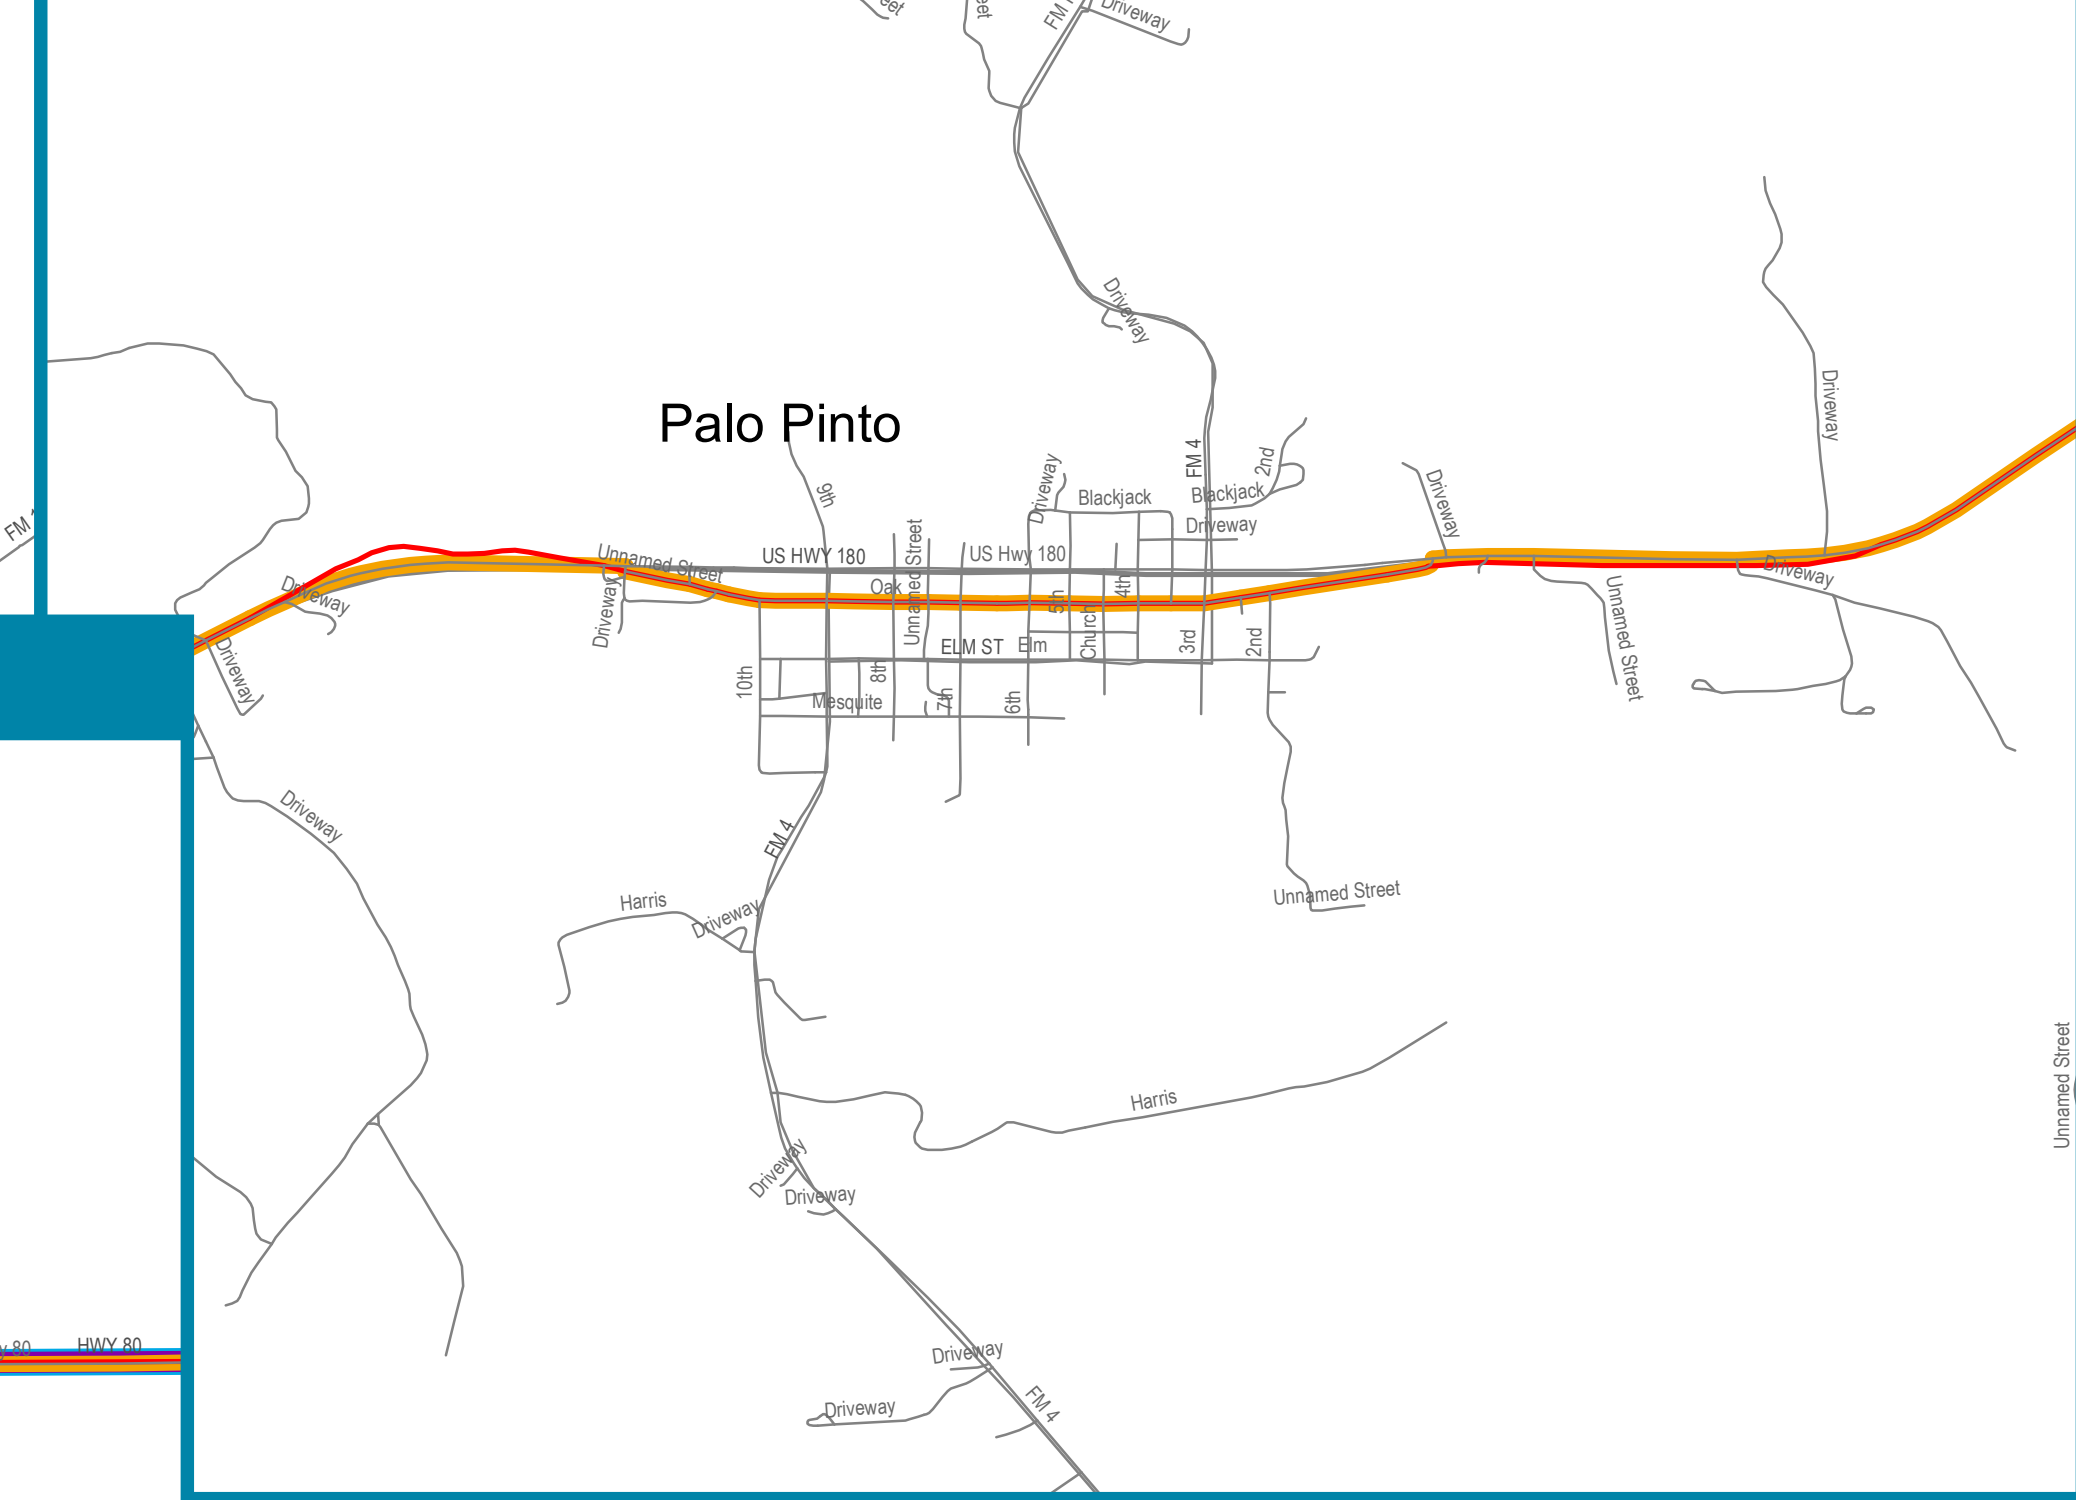 Driveway
Driveway
Palo Pinto
Driveway
FM 4
2nd
Driveway
Blackjack
Blackjack
Driveway
Driveway
9th
US HWY 180
Unnamed Street
US Hwy 180
Unnamed Street
Oak
4th
5th
Driveway
Driveway
Driveway
Unnamed Street
Driveway
Church
3rd
2nd
ELM ST
Elm
10th
8th
Mesquite
7th
6th
Driveway
Driveway
FM 4
Harris
Driveway
Unnamed Street
Unnamed Street
Harris
Driveway
Driveway
HWY 80
Driveway
Driveway
FM 4